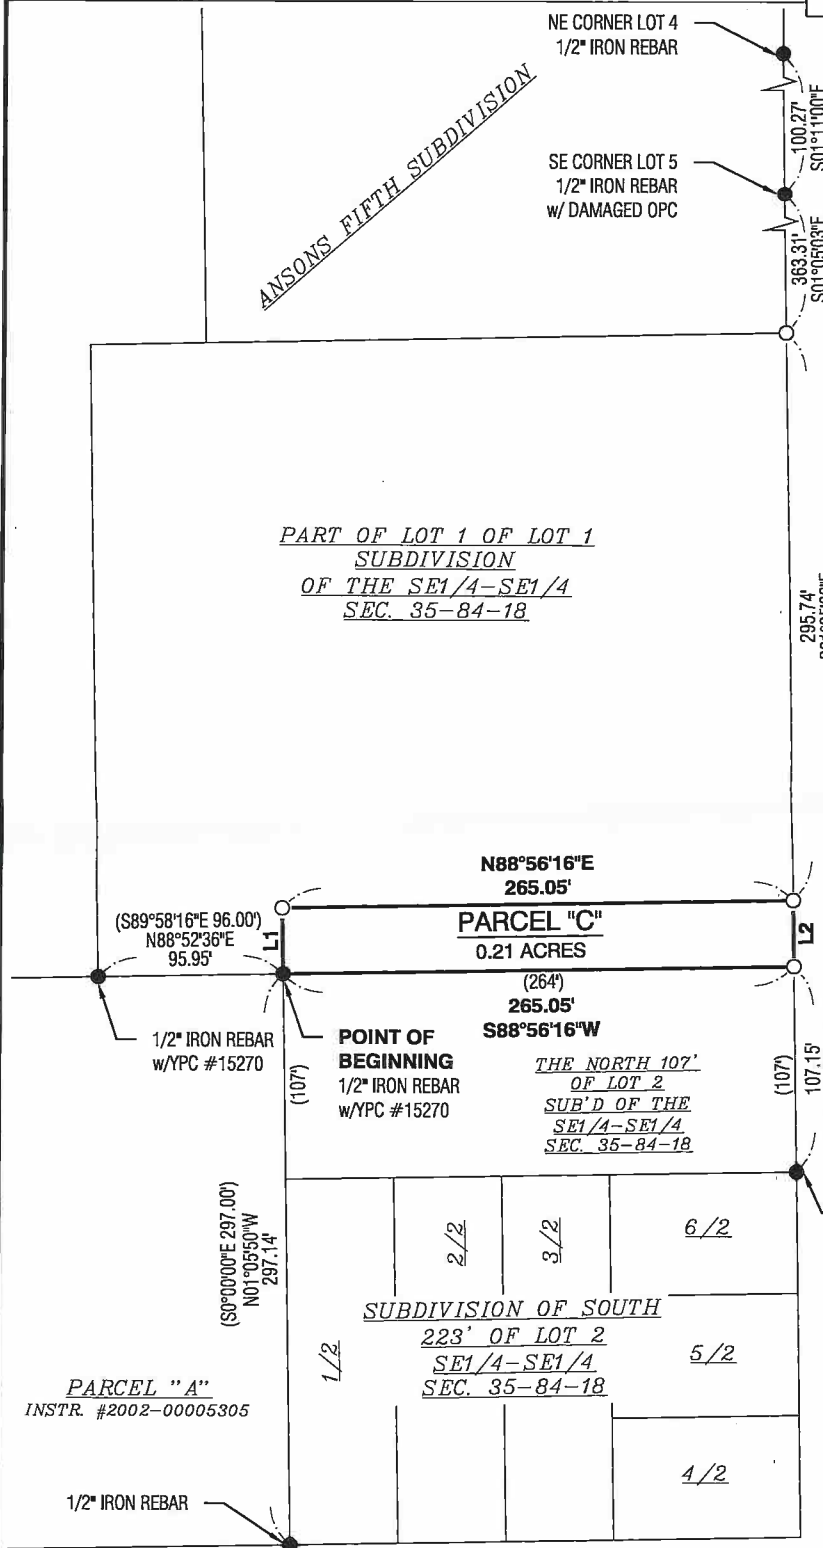 NE CORNER LOT 4
1/2" IRON REBAR
100.27'
S01°11'00"E
ANSONS FIFTH SUBDIVISION
SE CORNER LOT 5
1/2" IRON REBAR
w/ DAMAGED OPC
363.31'
S01°05'03"E
PART OF LOT 1 OF LOT 1
SUBDIVISION
OF THE SE1/4-SE1/4
SEC. 35-84-18
295.74'
N88°56'16"E
265.05'
(S89°58'16"E 96.00')
N88°52'36"E
95.95'
L1
PARCEL "C"
0.21 ACRES
L2
(264')
265.05'
S88°56'16"W
1/2" IRON REBAR
w/YPC #15270
POINT OF
BEGINNING
1/2" IRON REBAR
w/YPC #15270
(107')
THE NORTH 107'
OF LOT 2
SUB'D OF THE
SE1/4-SE1/4
SEC. 35-84-18
(107')
107.15'
(S0°00'00"E 297.00')
N01°05'50"W
297.14'
2/2
3/2
6/2
SUBDIVISION OF SOUTH
223' OF LOT 2
SE1/4-SE1/4
SEC. 35-84-18
1/2
5/2
PARCEL "A"
INSTR. #2002-00005305
4/2
1/2" IRON REBAR